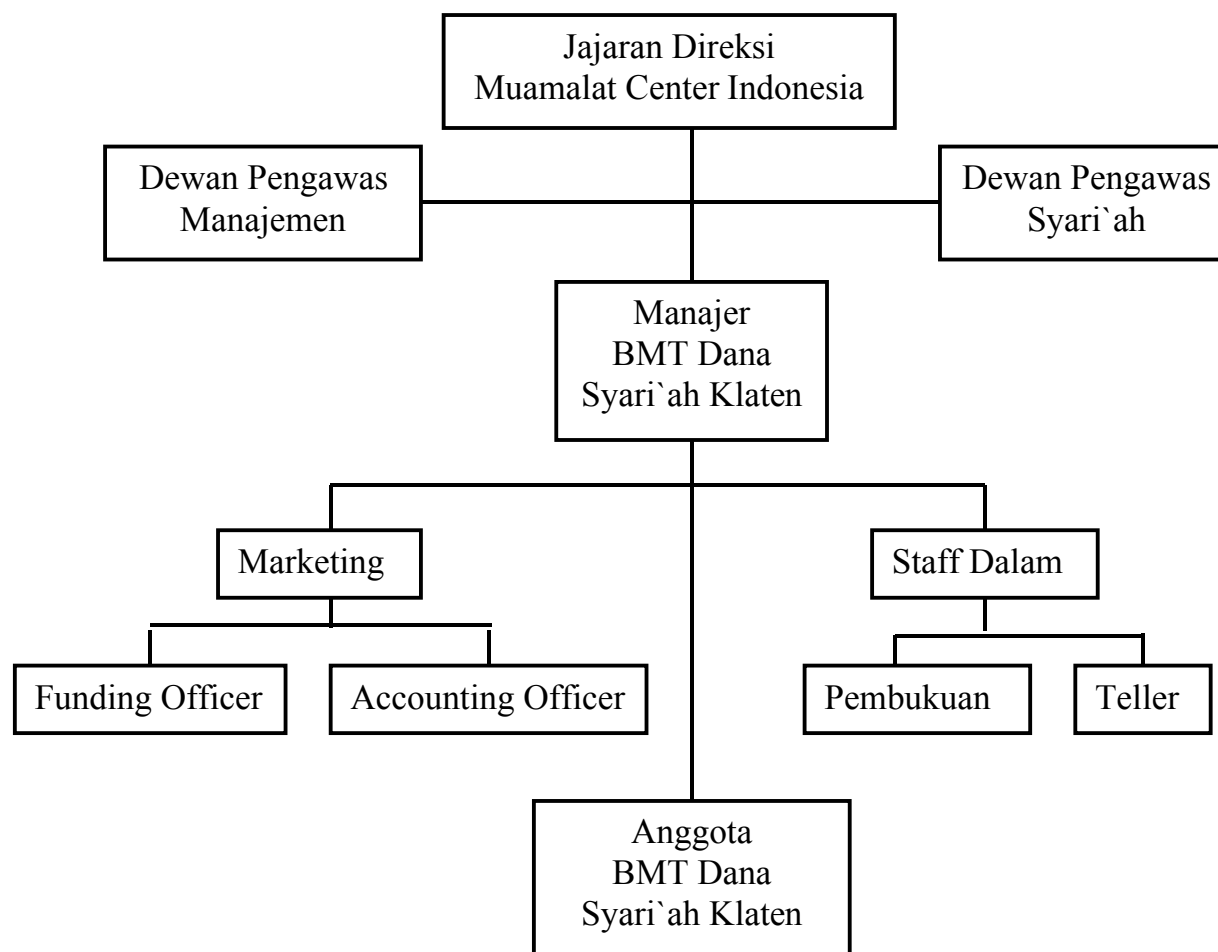 Jajaran Direksi
Muamalat Center Indonesia
Dewan Pengawas
Manajemen
Dewan Pengawas
Syari`ah
Manajer
BMT Dana
Syari`ah Klaten
Marketing
Staff Dalam
Funding Officer
Accounting Officer
Pembukuan
Teller
Anggota
BMT Dana
Syari`ah Klaten